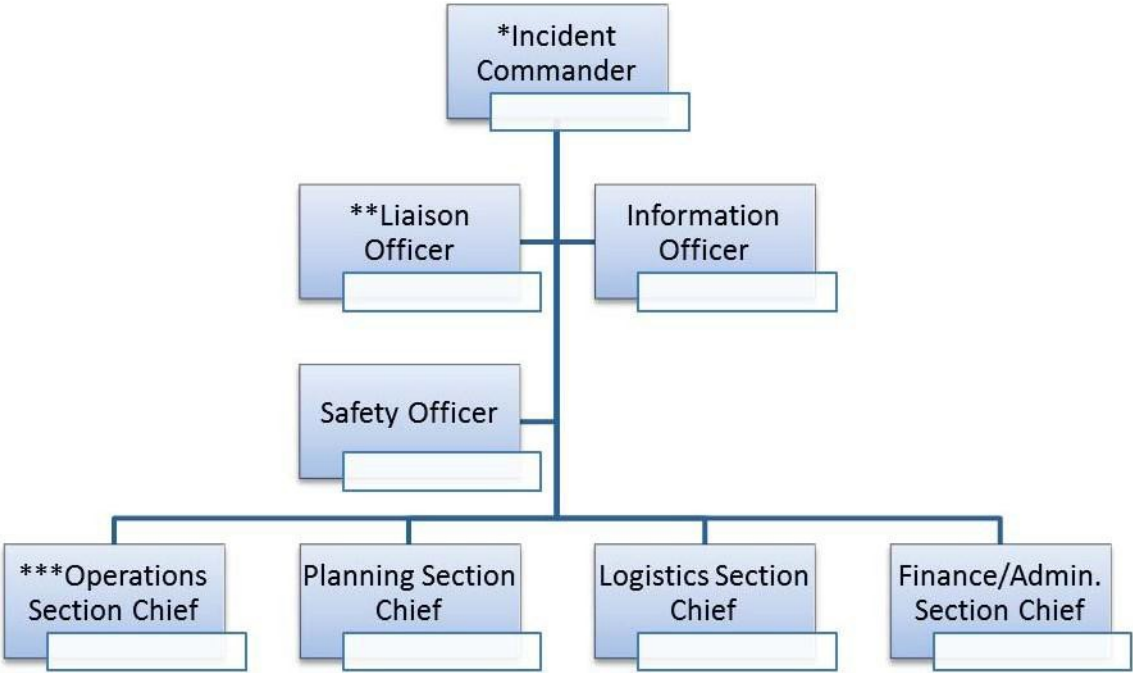 *Incident
Commander
**Liaison
Officer
Information
Officer
Safety Officer
***Operations
Section Chief
Planning Section
Chief
Logistics Section
Chief
Finance/Admin.
Section Chief